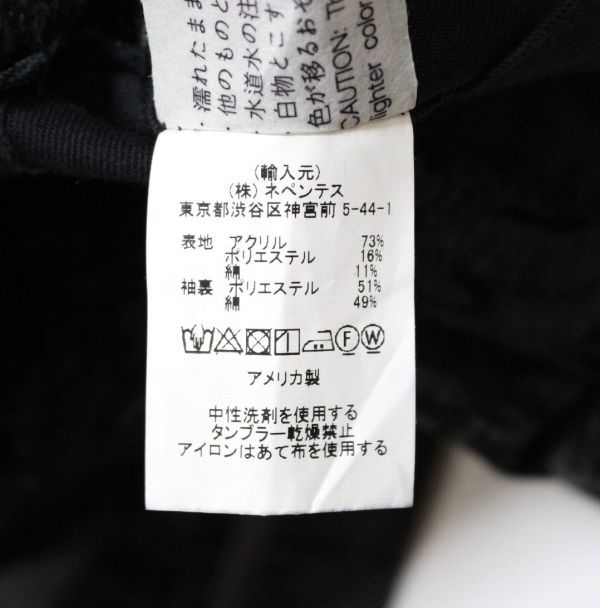 ・濡れたまま
他のものと
水道水の注
白物とこす
色が移るおそ
CAUTION: Th
lighter color
(輸入元)
(株) ネペンテス
東京都渋谷区神宮前 5-44-1
表地 アクリル 73%
ポリエステル 16%
綿 11%
袖裏 ポリエステル 51%
綿 49%
F W
アメリカ製
中性洗剤を使用する
タンブラー乾燥禁止
アイロンはあて布を使用する